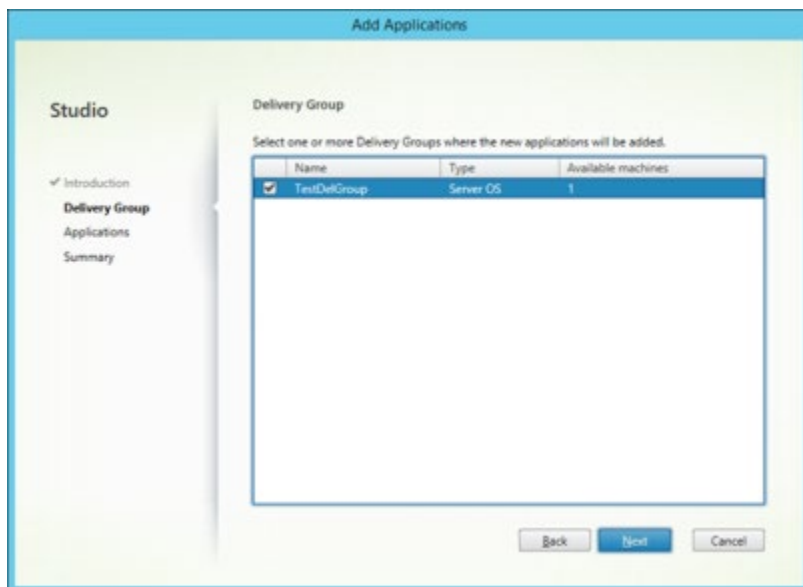 Add Applications
Studio
Introduction
Delivery Group
Applications
Summary
Delivery Group
Select one or more Delivery Groups where the new applications will be added.
Name Type Available machines
TestDelGroup Server OS 1
Back Next Cancel